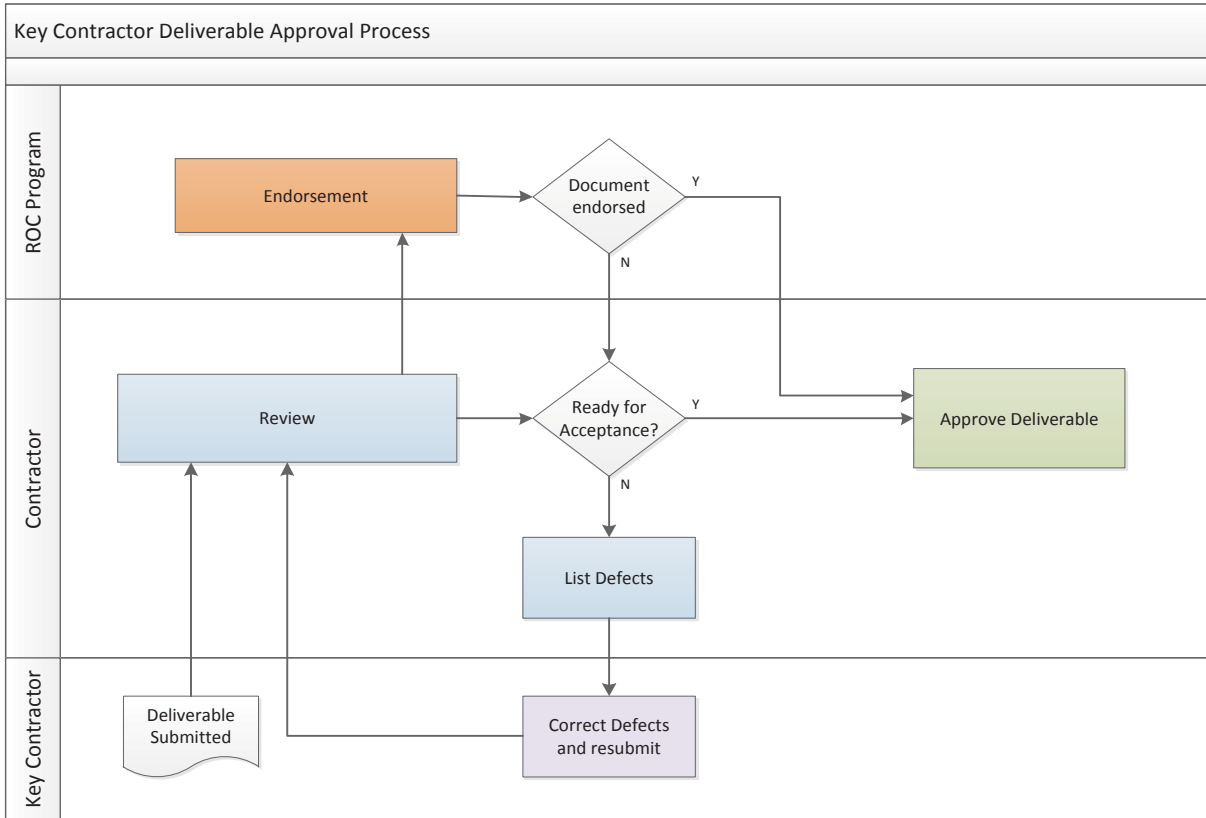 Key Contractor Deliverable Approval Process
ROC Program
Endorsement
Document
endorsed
Y
N
Contractor
Review
Ready for
Acceptance?
Y
Approve Deliverable
N
List Defects
Key Contractor
Deliverable
Submitted
Correct Defects
and resubmit